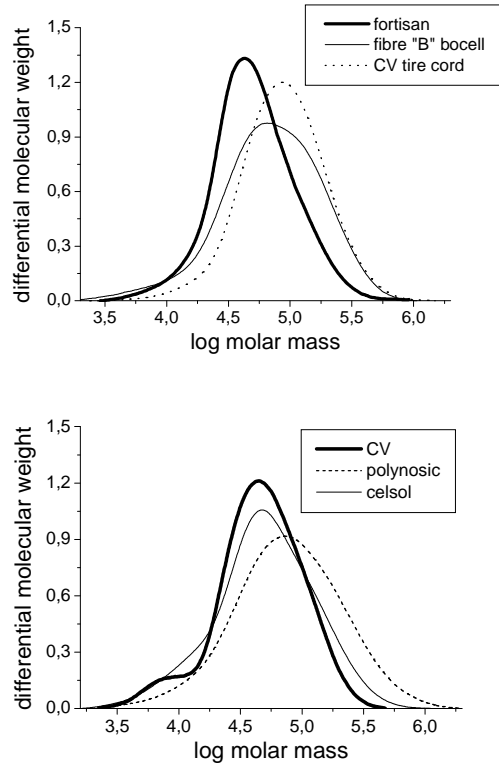 fortisan
fibre "B" bocell
CV tire cord
differential molecular weight
1,5
1,2
0,9
0,6
0,3
0,0
3,5 4,0 4,5 5,0 5,5 6,0
log molar mass
CV
polynosic
celsol
differential molecular weight
1,5
1,2
0,9
0,6
0,3
0,0
3,5 4,0 4,5 5,0 5,5 6,0
log molar mass